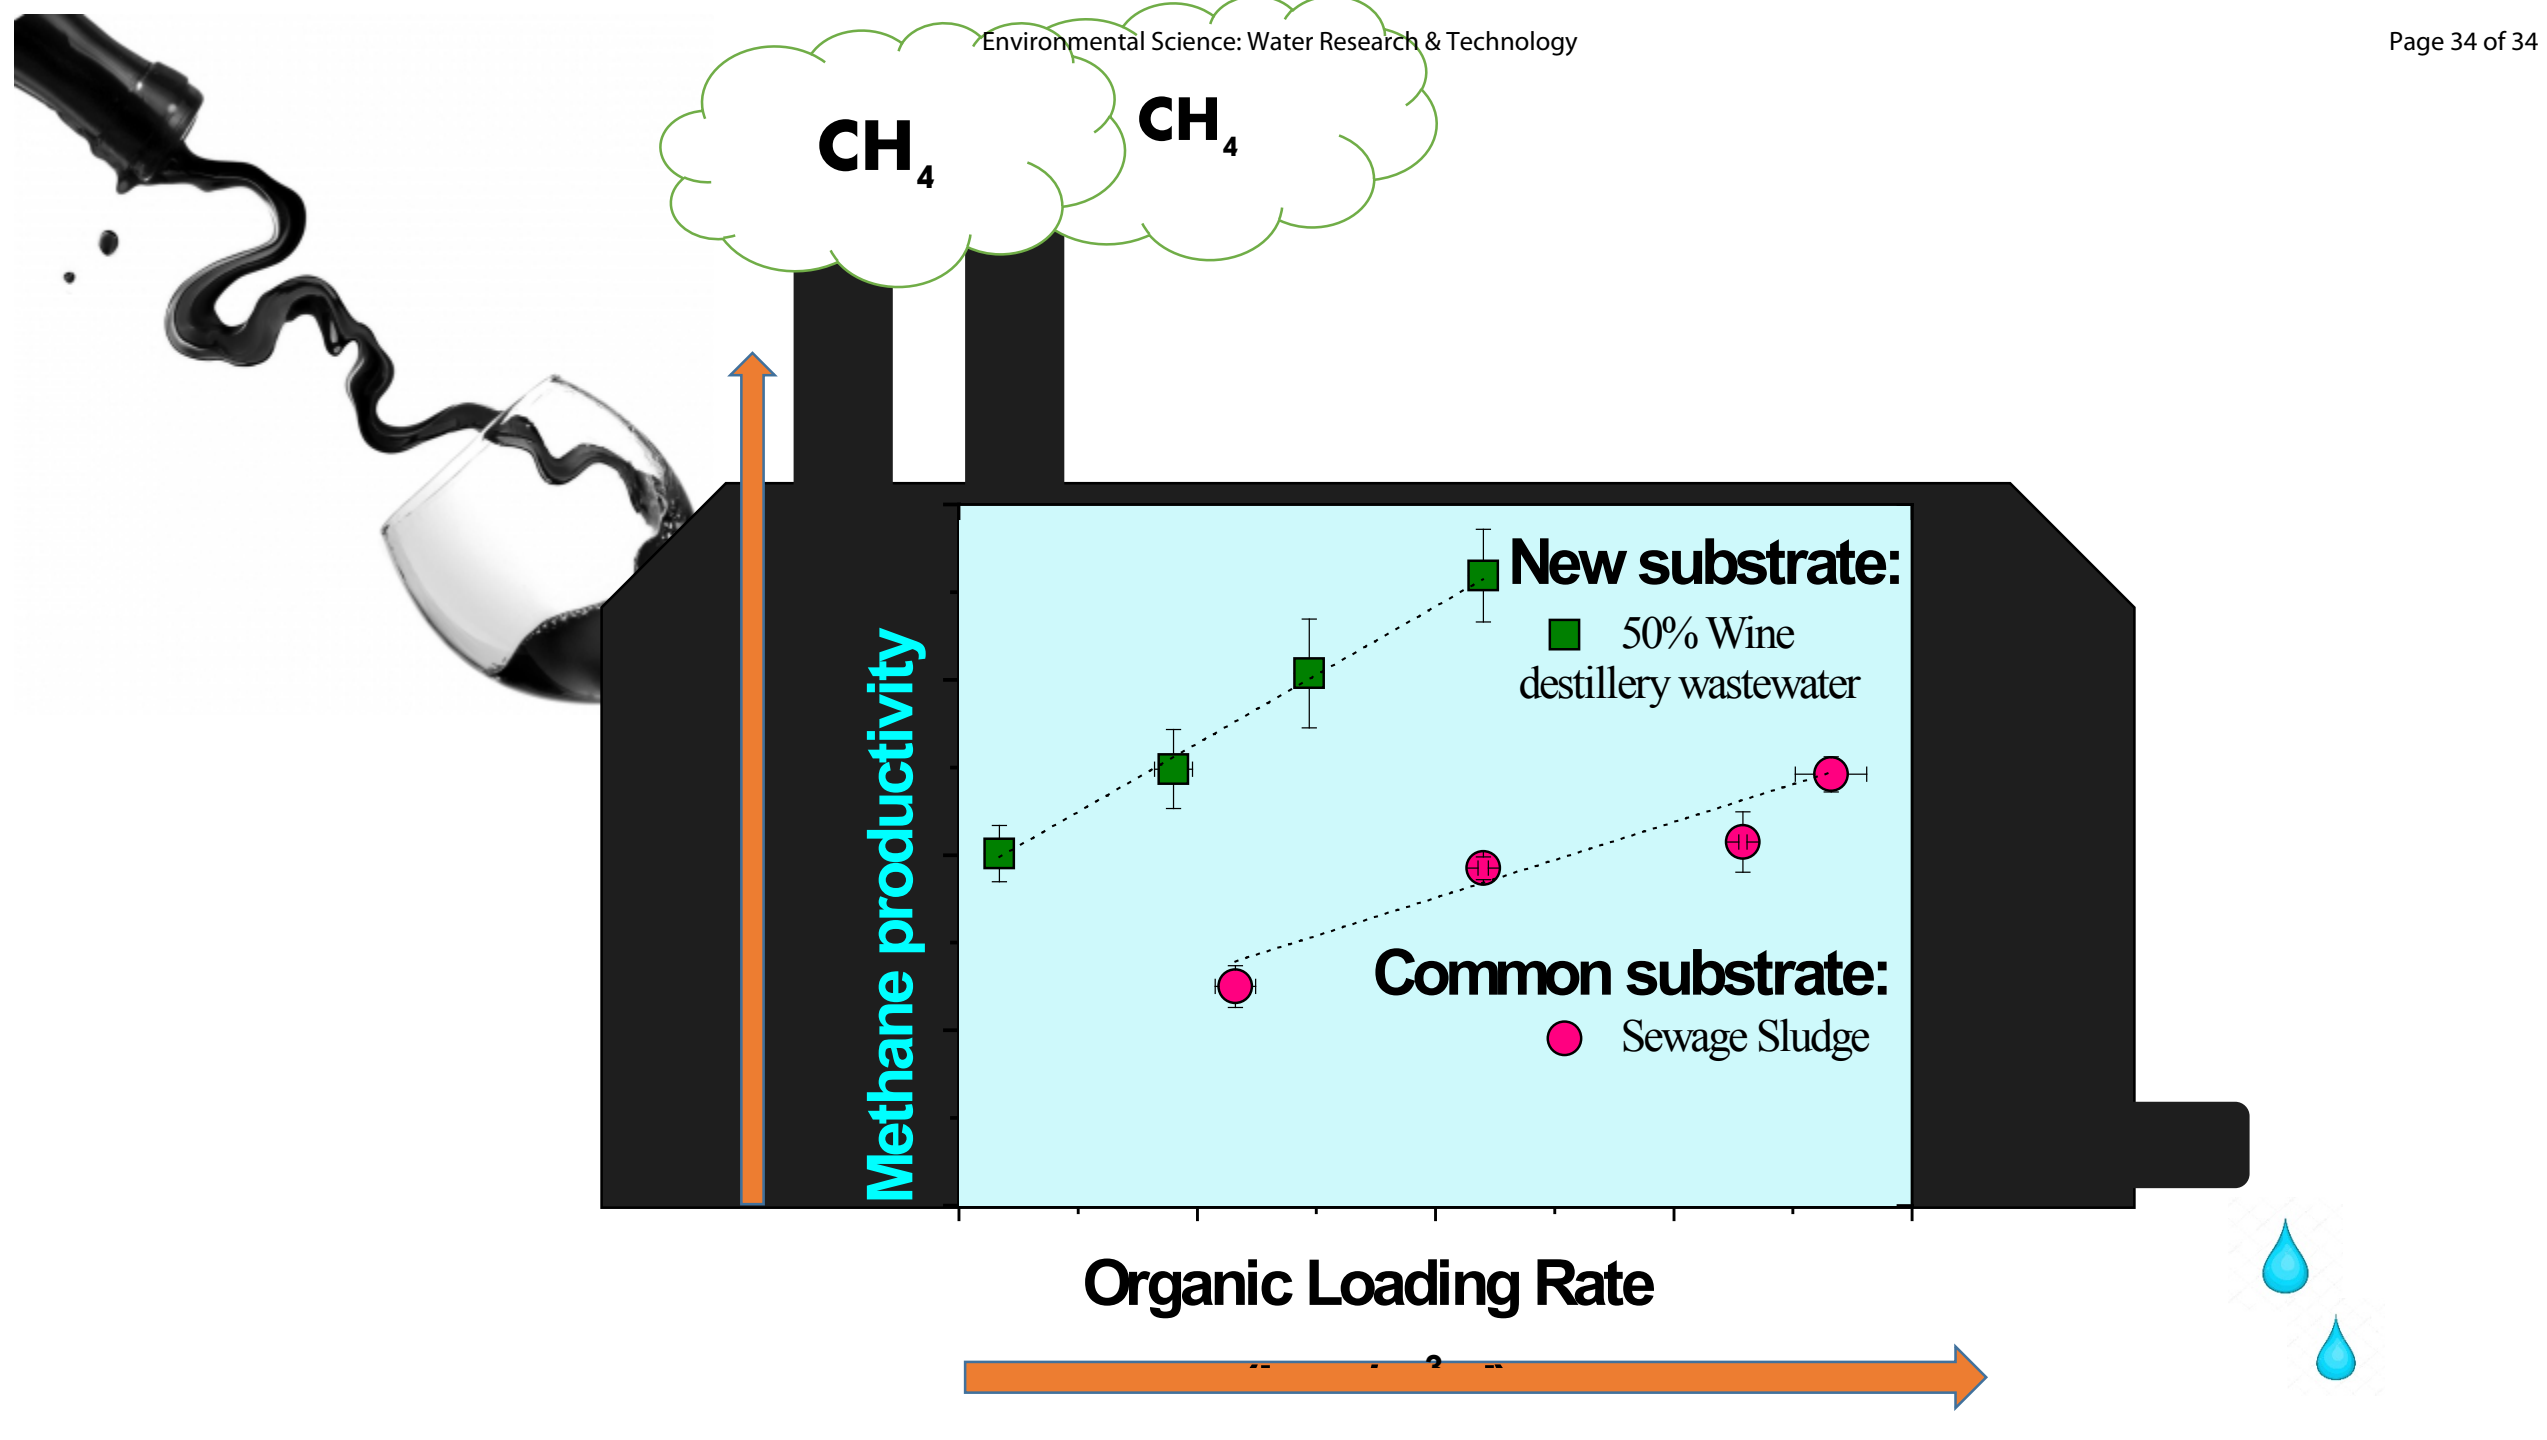 Environmental Science: Water Research & Technology
Page 34 of 34
CH4
CH4
New substrate:
50% Wine
destillery wastewater
Methane productivity
Common substrate:
Sewage Sludge
Organic Loading Rate